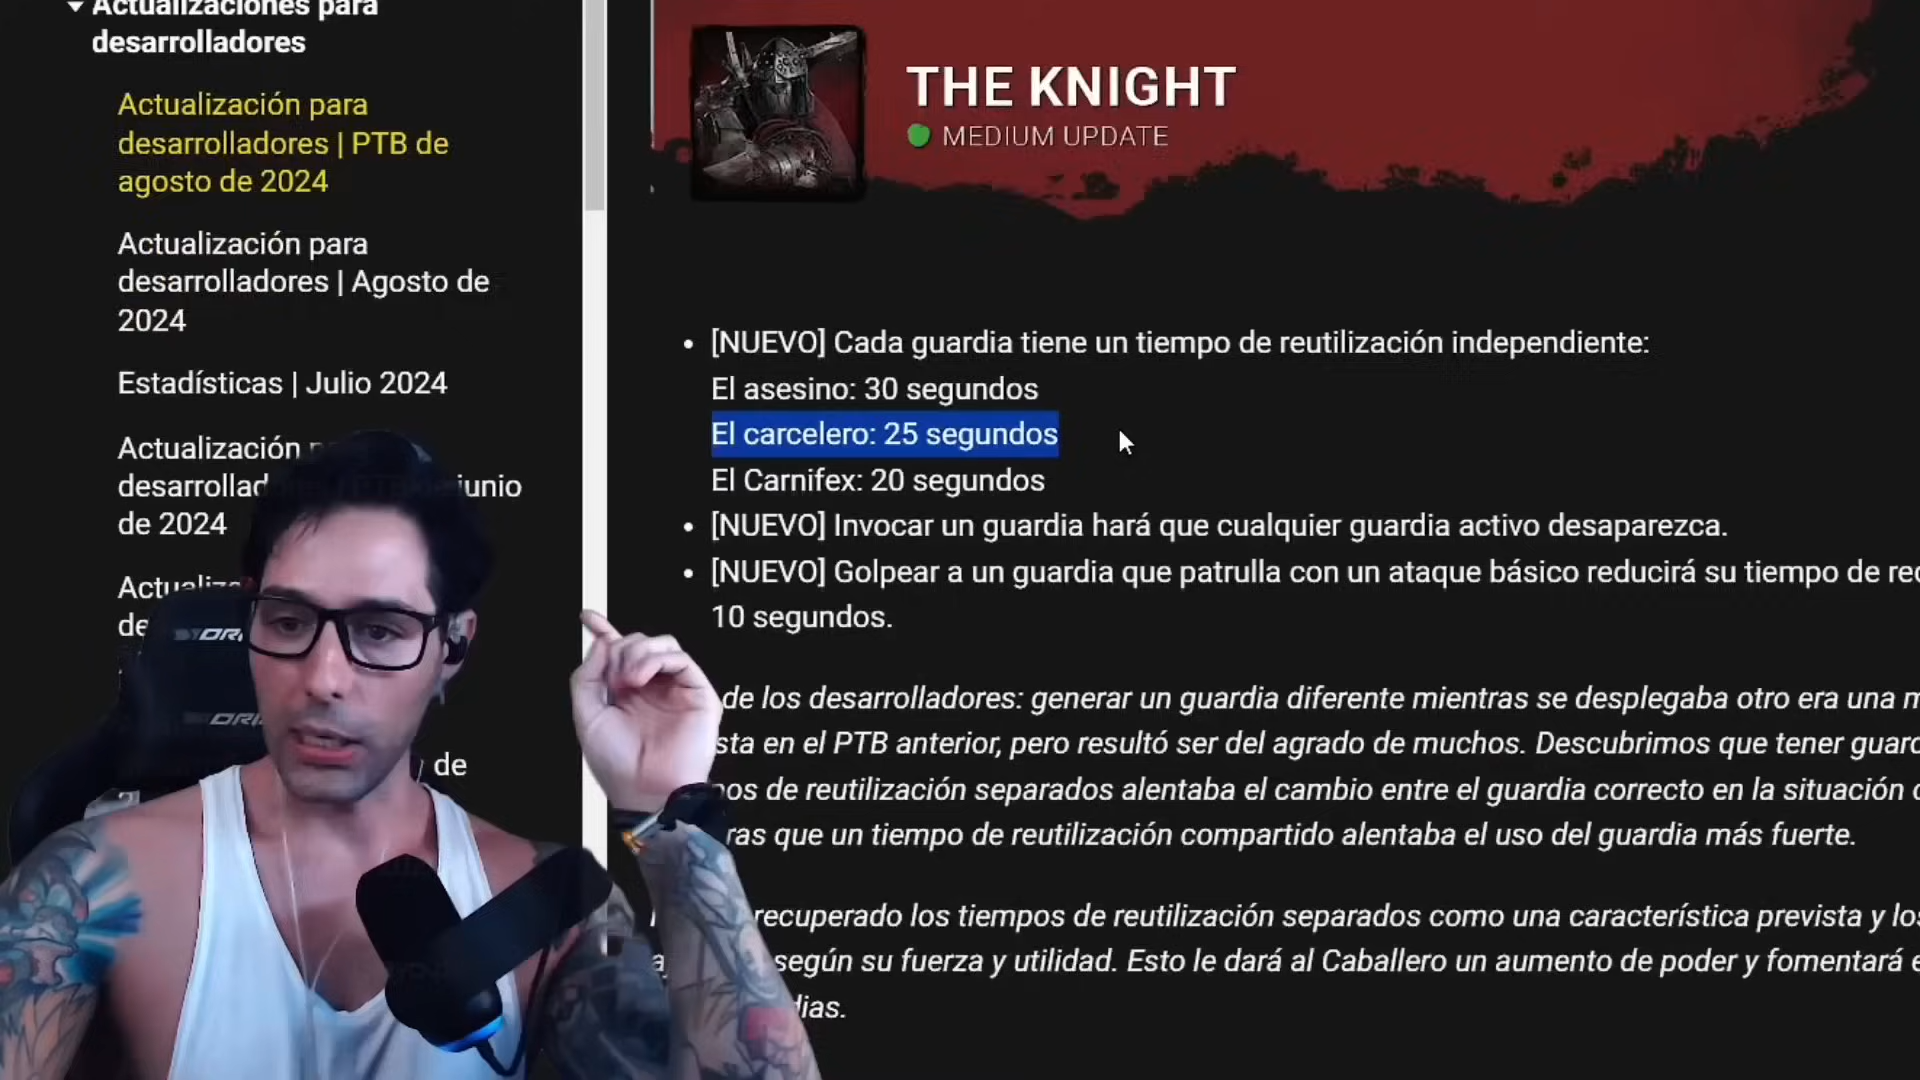 Actualizaciones para
desarrolladores
Actualización para
desarrolladores | PTB de
agosto de 2024
Actualización para
desarrolladores | Agosto de
2024
Estadísticas | Julio 2024
Actualización
junio
de 2024
de
THE KNIGHT
MEDIUM UPDATE
[NUEVO] Cada guardia tiene un tiempo de reutilización independiente:
El asesino: 30 segundos
El carcelero: 25 segundos
El Carnifex: 20 segundos
[NUEVO] Invocar un guardia hará que cualquier guardia activo desaparezca.
[NUEVO] Golpear a un guardia que patrulla con un ataque básico reducirá su tiempo de
10 segundos.
de los desarrolladores: generar un guardia diferente mientras se desplegaba otro era una
en el PTB anterior, pero resultó ser del agrado de muchos. Descubrimos que tener
de reutilización separados alentaba el cambio entre el guardia correcto en la situación
que un tiempo de reutilización compartido alentaba el uso del guardia más fuerte.
recuperado los tiempos de reutilización separados como una característica prevista y
según su fuerza y utilidad. Esto le dará al Caballero un aumento de poder y fomentará